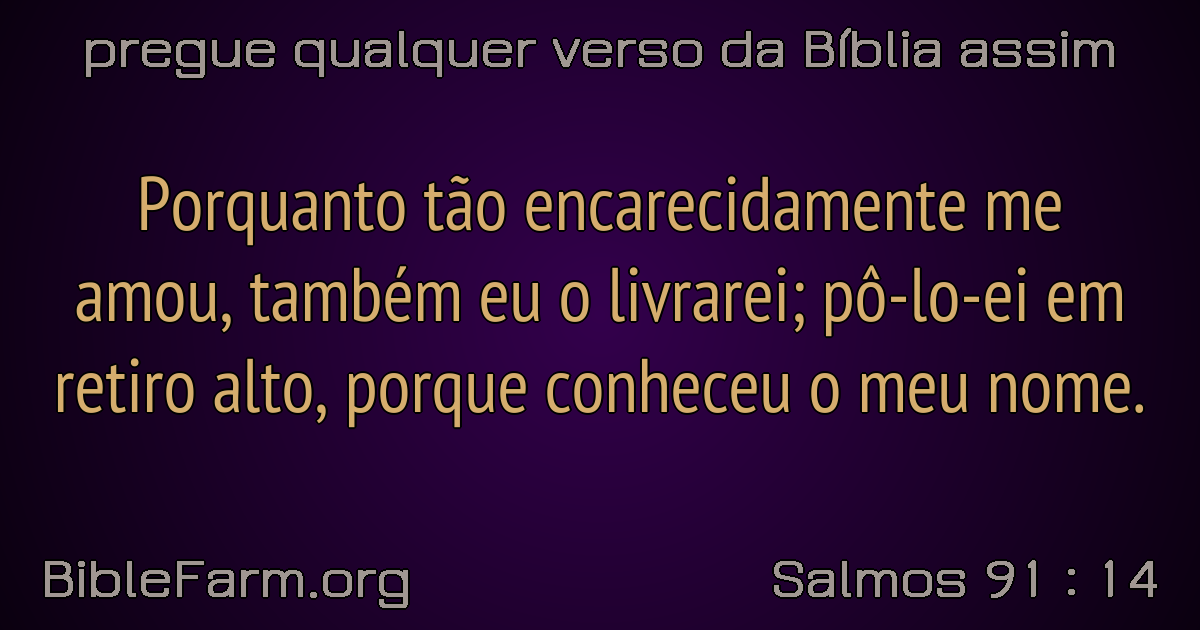 pregue qualquer verso da Bíblia assim
Porquanto tão encarecidamente me
amou, também eu o livrarei; pô-lo-ei em
retiro alto, porque conheceu o meu nome.
BibleFarm.org
Salmos 91 : 14